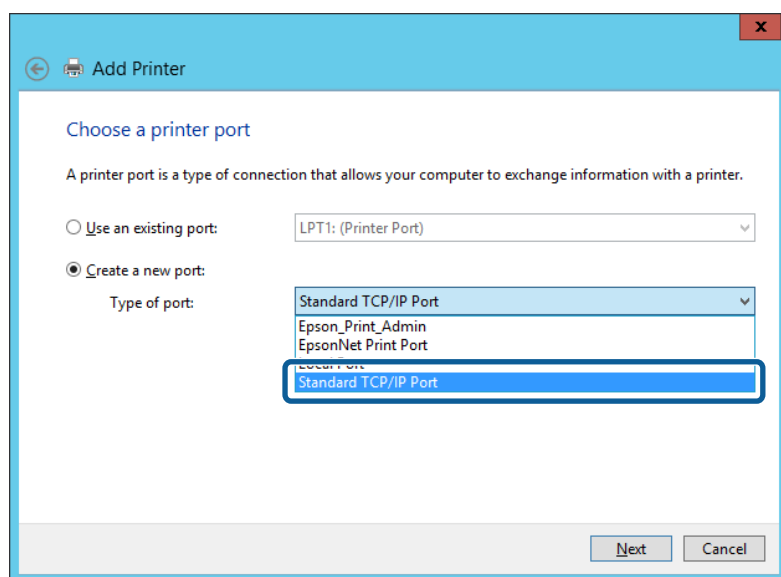 x
Add Printer
Choose a printer port
A printer port is a type of connection that allows your computer to exchange information with a printer.
Use an existing port: LPT1: (Printer Port)
Create a new port:
Type of port: Standard TCP/IP Port
Epson_Print_Admin
EpsonNet Print Port
Local Port
Standard TCP/IP Port
Next Cancel